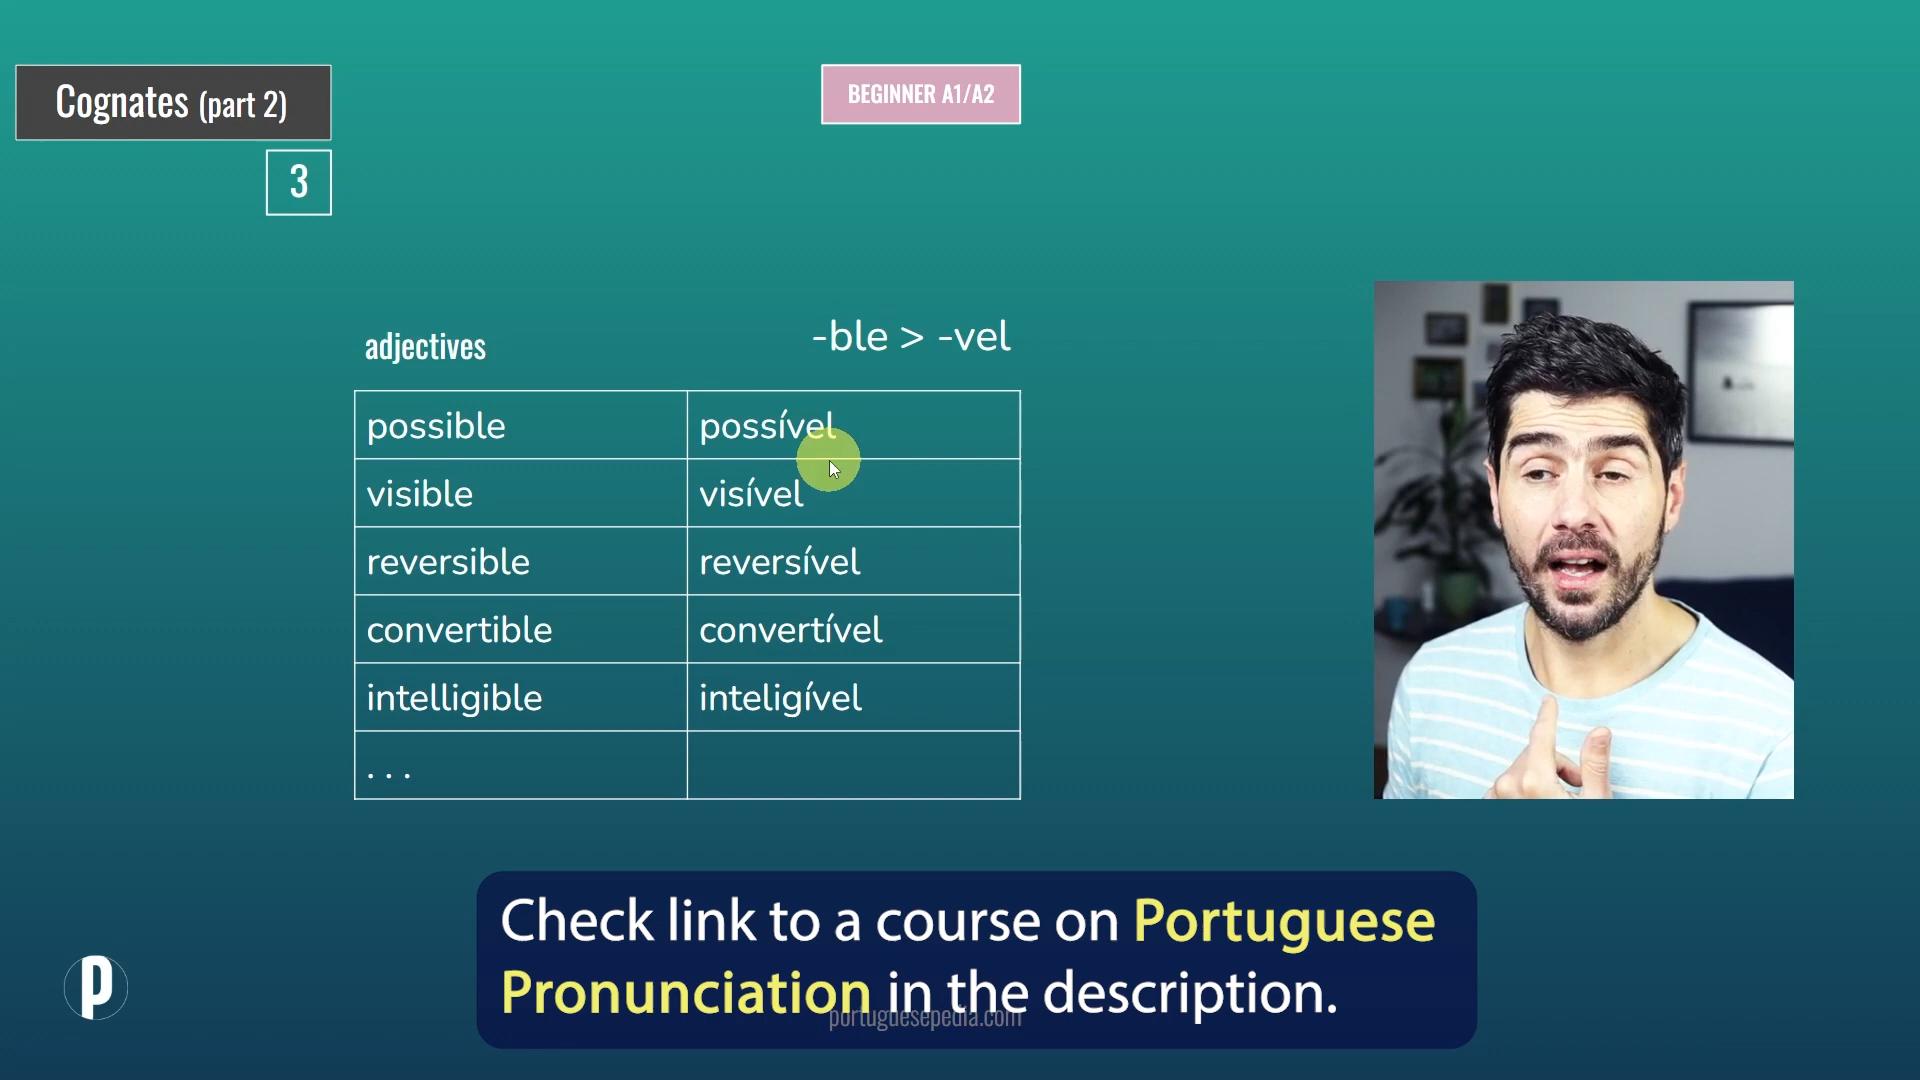 Cognates (part 2)
BEGINNER A1/A2
3
adjectives
-ble > -vel
possible
possível
visible
visível
reversible
reversível
convertible
convertível
intelligible
inteligível
. . .
Check link to a course on Portuguese
Pronunciation in the description.
portuguesepedia.com
p